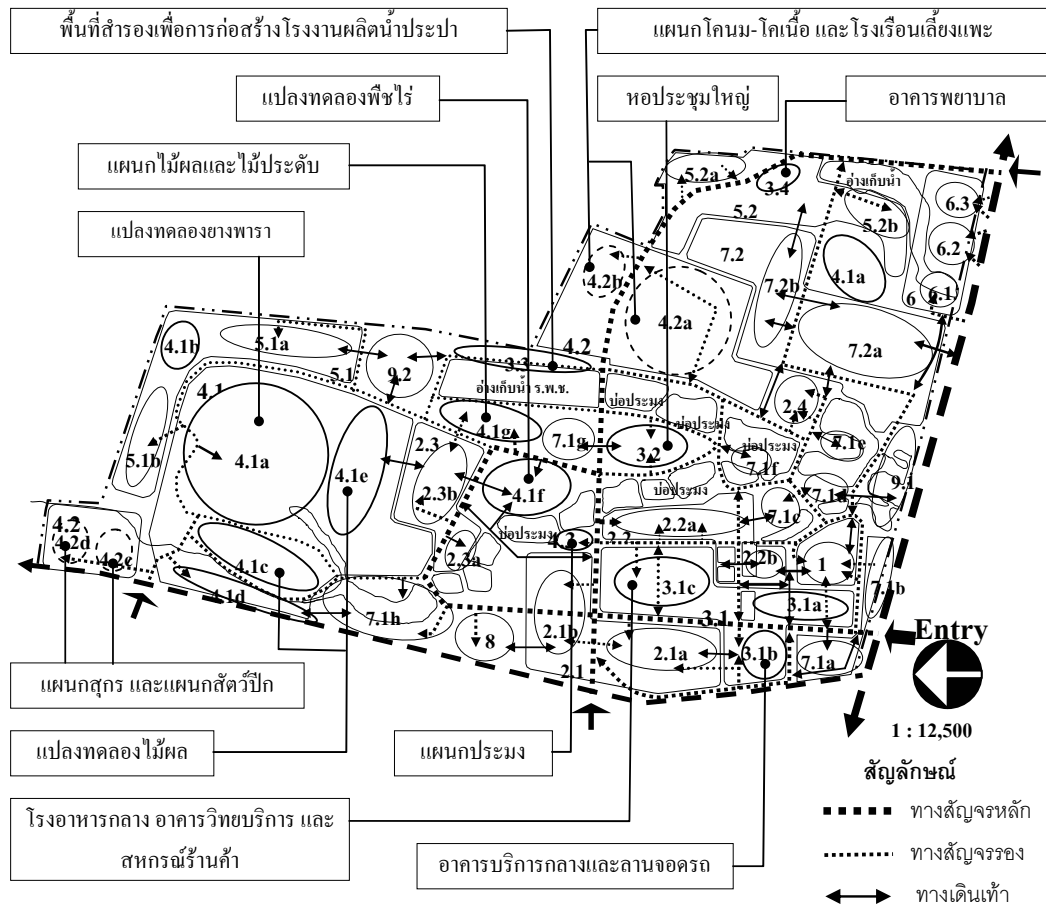 พื้นที่สำรองเพื่อการก่อสร้างโรงงานผลิตน้ำประปา
แผนกโคนม-โคเนื้อ และโรงเรือนเลี้ยงแพะ
แปลงทดลองพืชไร่
หอประชุมใหญ่
อาคารพยาบาล
แผนกไม้ผลและไม้ประดับ
แปลงทดลองยางพารา
5.2a
3.4
อ่างเก็บน้ำ
6.3
5.2
5.2b
6.2
7.2
4.1a
4.2b
7.2b
6
6.1
4.2a
4.1b
5.1a
4.2
7.2a
5.1
9.2
3.3
4.1
อ่างเก็บน้ำ ร.พ.ช.
บ่อประมง
2.4
4.1g
บ่อประมง
7.1g
2.3
3.2
บ่อประมง
7.1e
5.1b
4.1a
4.1e
7.1f
2.3b
4.1f
บ่อประมง
7.1d
9.1
4.2
บ่อประมง
2.2a
7.1c
4.2d
4.2c
4.3
2.2
4.1c
2.3a
2.2b
1
4.1d
3.1c
7.1b
7.1h
3.1a
3.1
Entry
8
2.1b
2.1a
3.1b
7.1a
2.1
แผนกสุกร และแผนกสัตว์ปีก
1 : 12,500
แปลงทดลองไม้ผล
แผนกประมง
สัญลักษณ์
โรงอาหารกลาง อาคารวิทยบริการ และ
สหกรณ์ร้านค้า
ทางสัญจรหลัก
อาคารบริการกลางและลานจอดรถ
ทางสัญจรรอง
ทางเดินเท้า